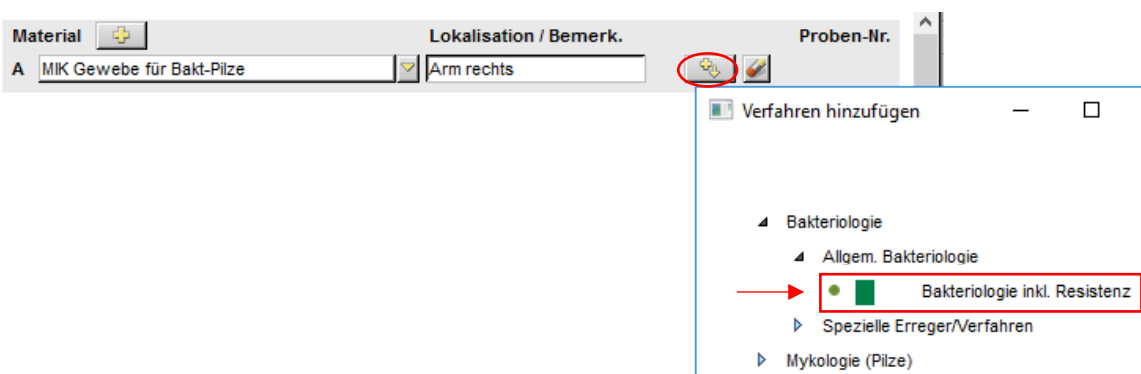 Material Lokalisation / Bemerk. Proben-Nr.
A MIK Gewebe für Bakt-Pilze Arm rechts
Verfahren hinzufügen
Bakteriologie
Allgem. Bakteriologie
Bakteriologie inkl. Resistenz
Spezielle Erreger/Verfahren
Mykologie (Pilze)